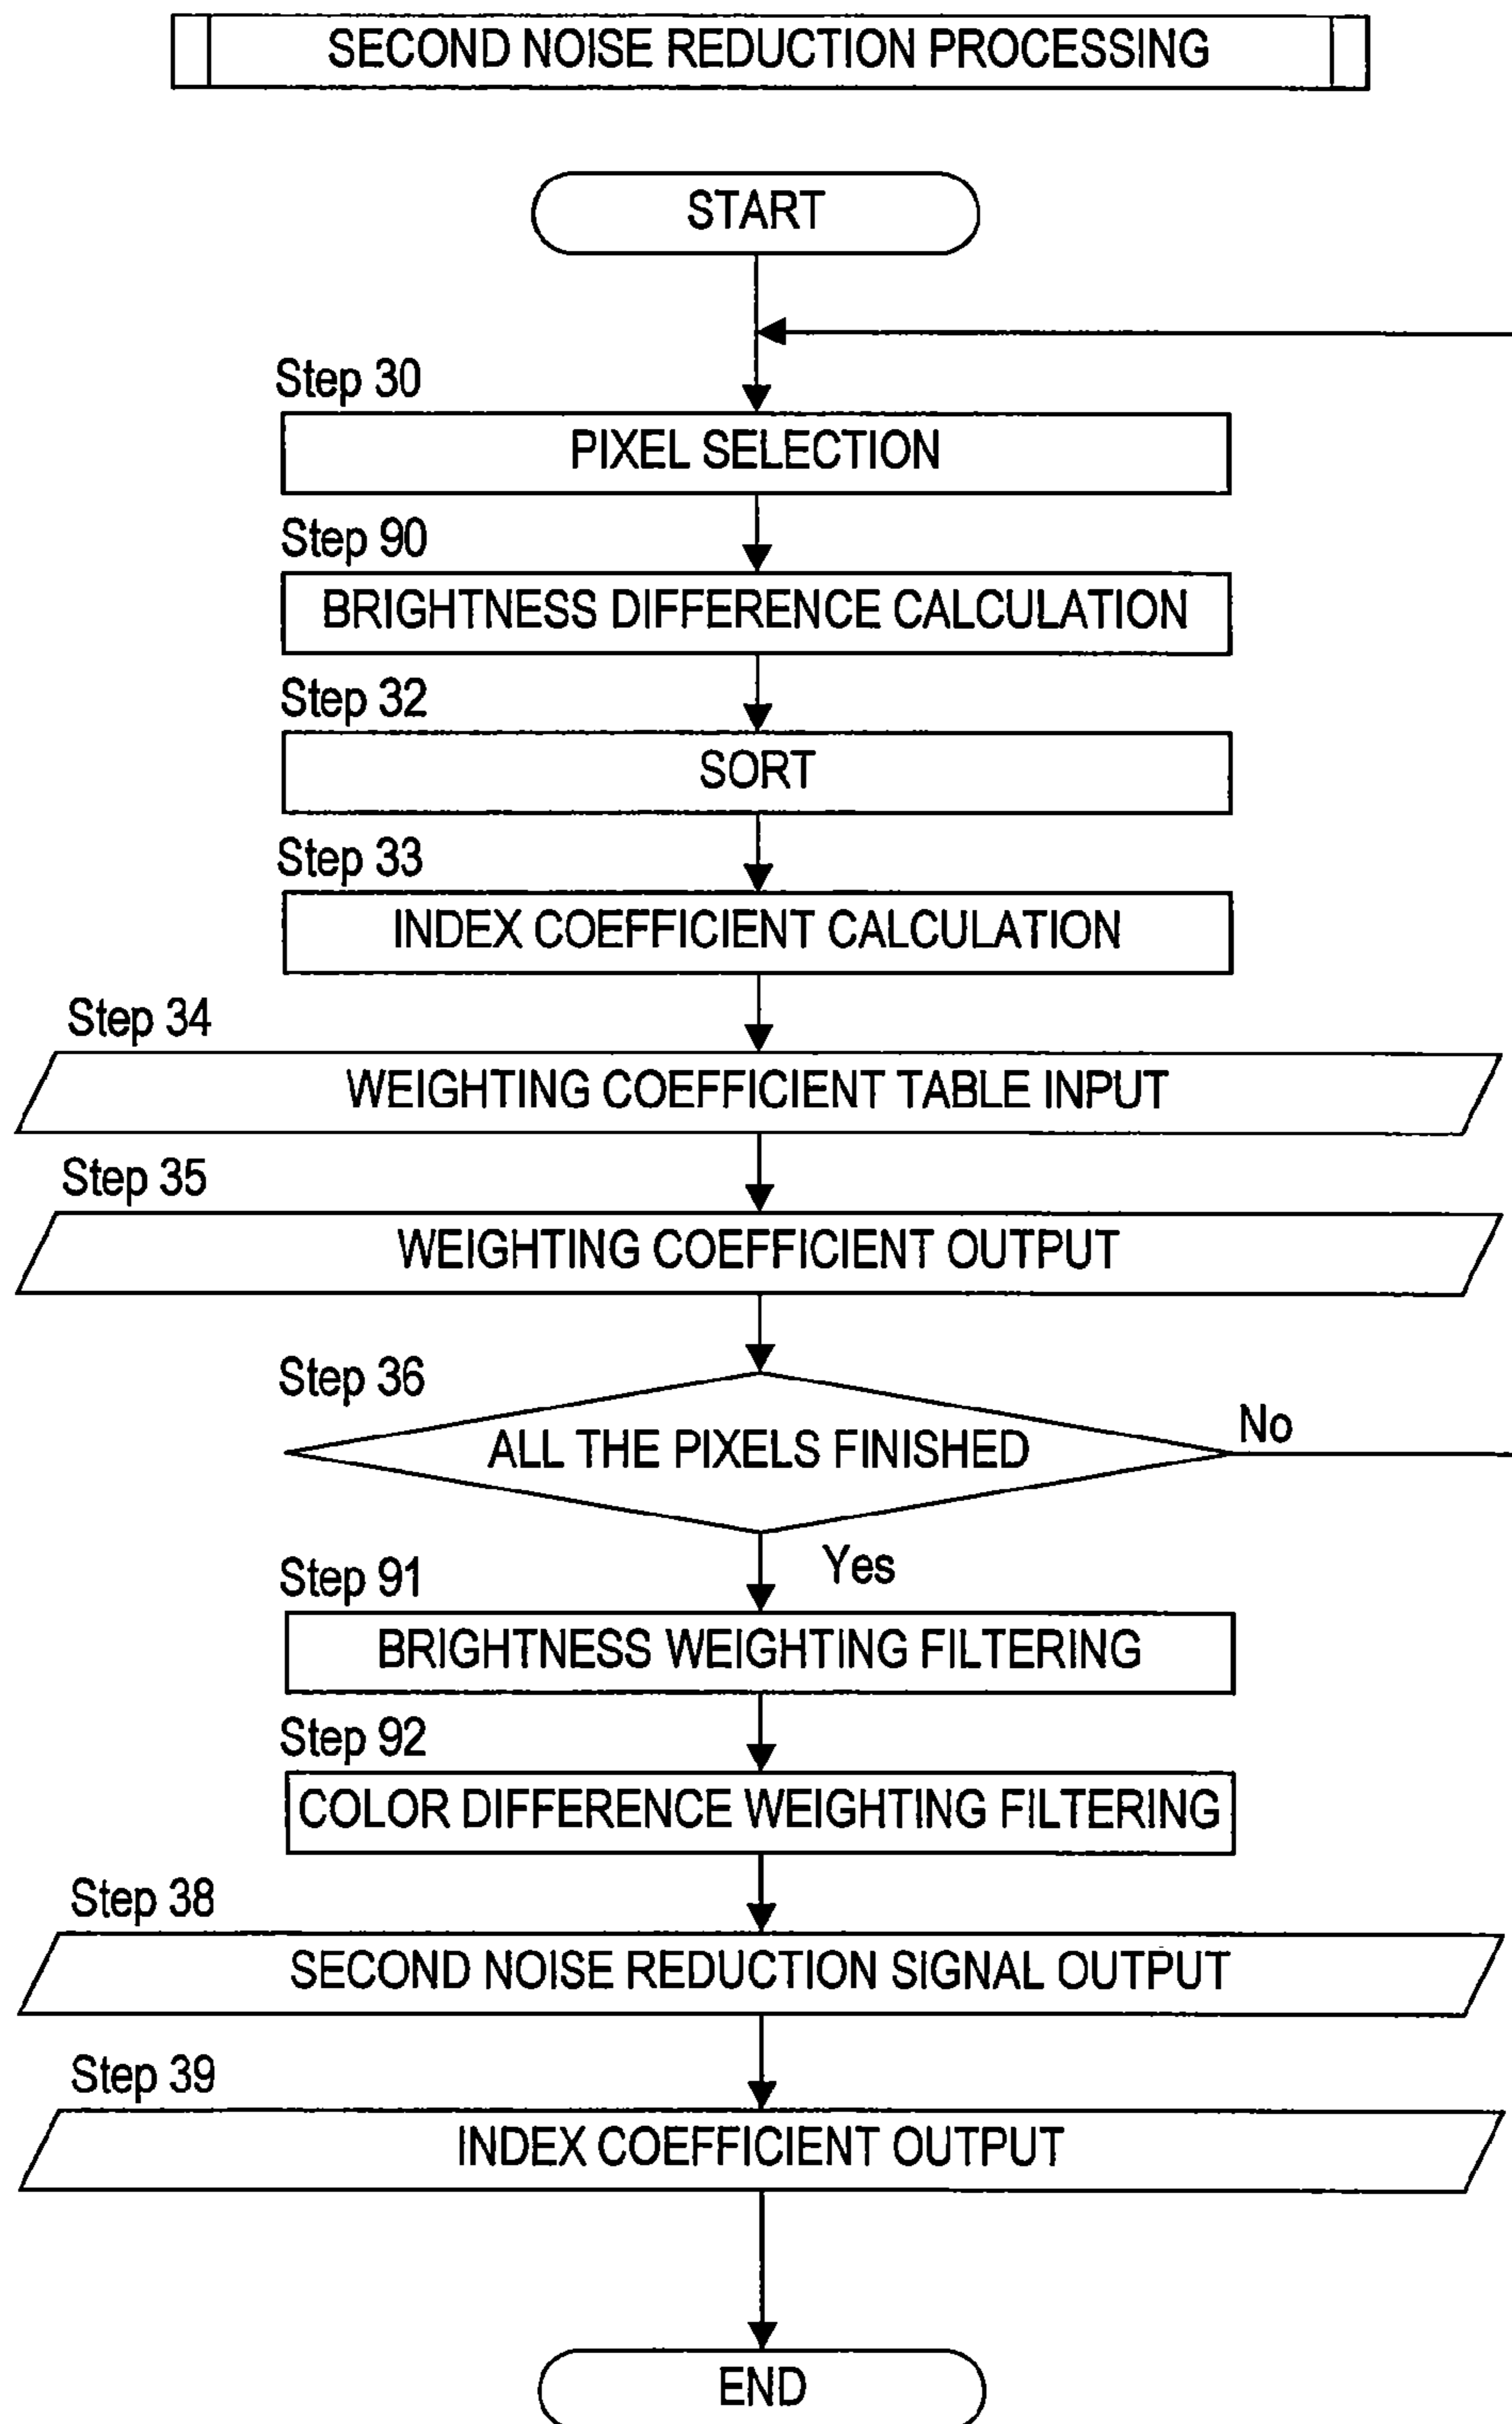 SECOND NOISE REDUCTION PROCESSING
START
Step 30
PIXEL SELECTION
Step 90
BRIGHTNESS DIFFERENCE CALCULATION
Step 32
SORT
Step 33
INDEX COEFFICIENT CALCULATION
Step 34
WEIGHTING COEFFICIENT TABLE INPUT
Step 35
WEIGHTING COEFFICIENT OUTPUT
Step 36
ALL THE PIXELS FINISHED
No
Yes
Step 91
BRIGHTNESS WEIGHTING FILTERING
Step 92
COLOR DIFFERENCE WEIGHTING FILTERING
Step 38
SECOND NOISE REDUCTION SIGNAL OUTPUT
Step 39
INDEX COEFFICIENT OUTPUT
END